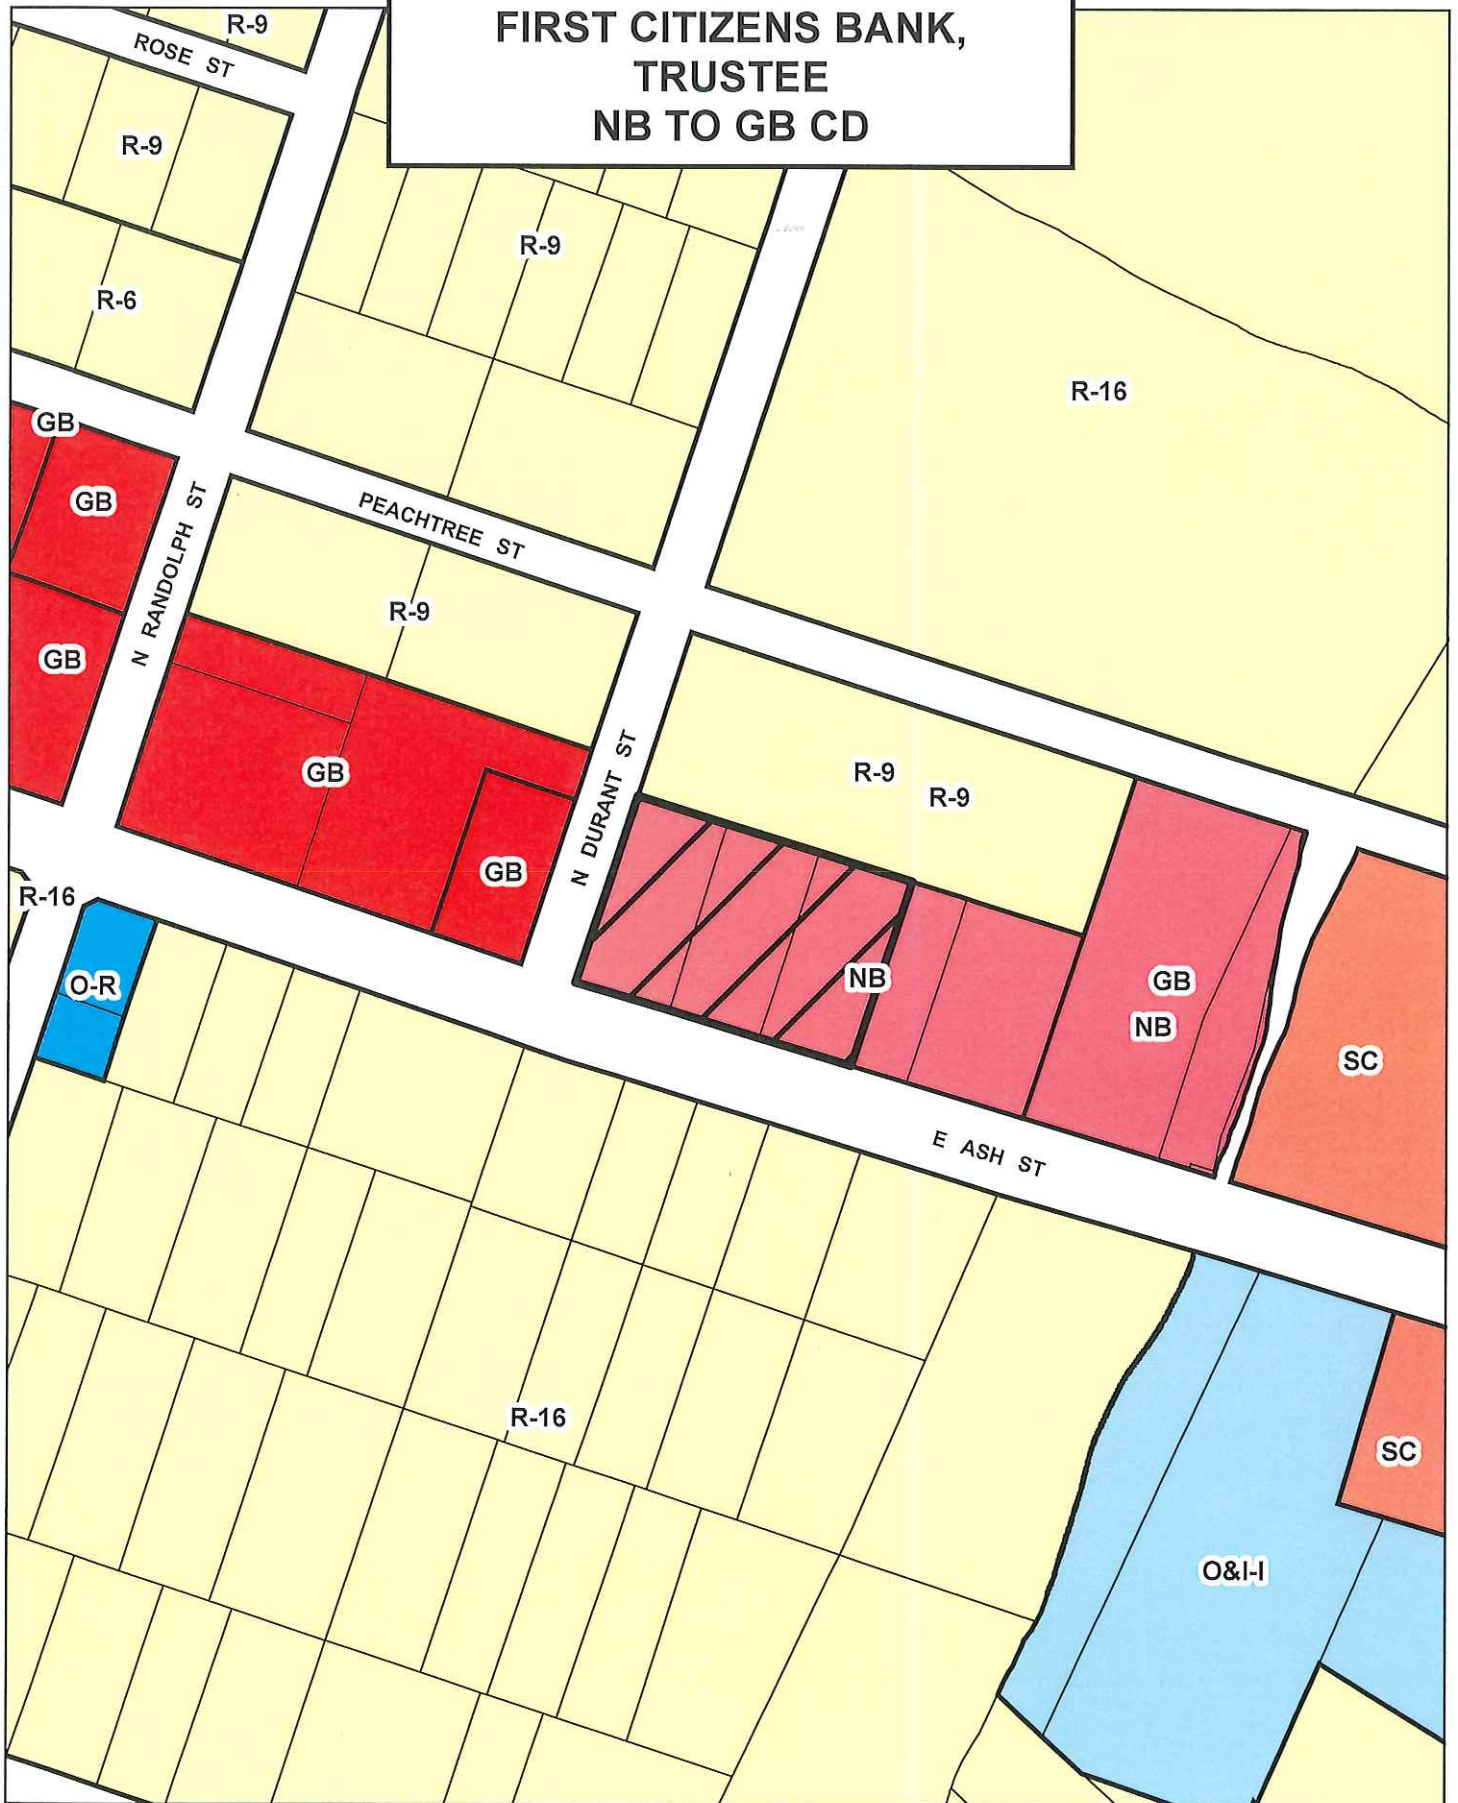 FIRST CITIZENS BANK,
TRUSTEE
NB TO GB CD
R-9
ROSE ST
R-9
R-9
R-6
R-16
GB
GB
N RANDOLPH ST
PEACHTREE ST
R-9
GB
GB
N DURANT ST
R-9
R-9
GB
R-16
O-R
NB
GB
NB
SC
E ASH ST
R-16
SC
O&I-I